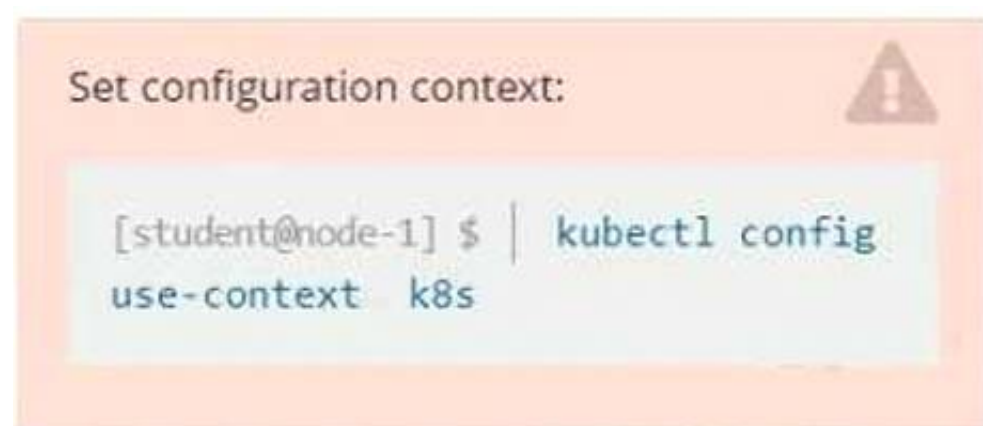 Set configuration context:
[student@node-1] $ | kubectl config
use-context k8s